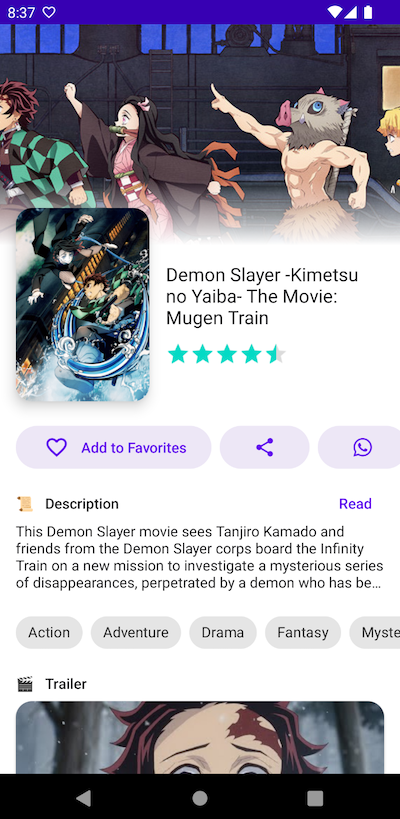 8:37
Demon Slayer -Kimetsu
no Yaiba- The Movie:
Mugen Train
Add to Favorites
Description
Read
This Demon Slayer movie sees Tanjiro Kamado and
friends from the Demon Slayer corps board the Infinity
Train on a new mission to investigate a mysterious series
of disappearances, perpetrated by a demon who has be...
Action
Adventure
Drama
Fantasy
Myste
Trailer